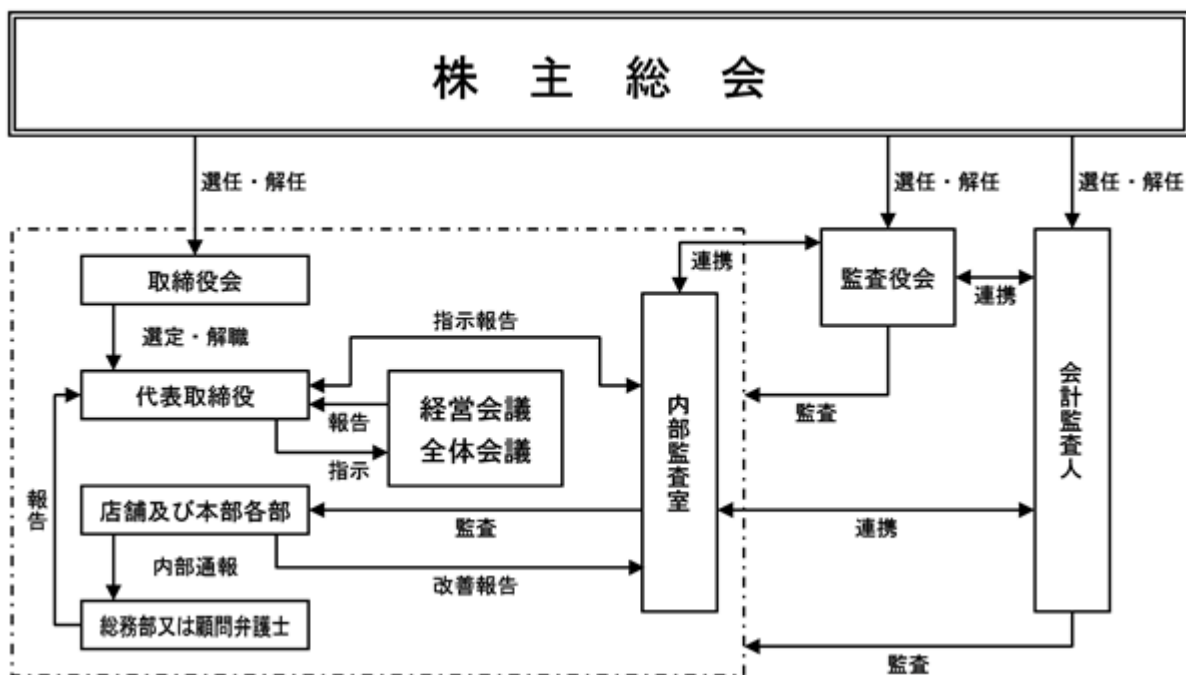 株主総会
選任・解任
選任・解任
選任・解任
取締役会
連携
監査役会
連携
選定・解職
指示報告
代表取締役
報告
経営会議
全体会議
指示
内部監査室
監査
会計監査人
報告
店舗及び本部各部
監査
連携
内部通報
改善報告
総務部又は顧問弁護士
監査